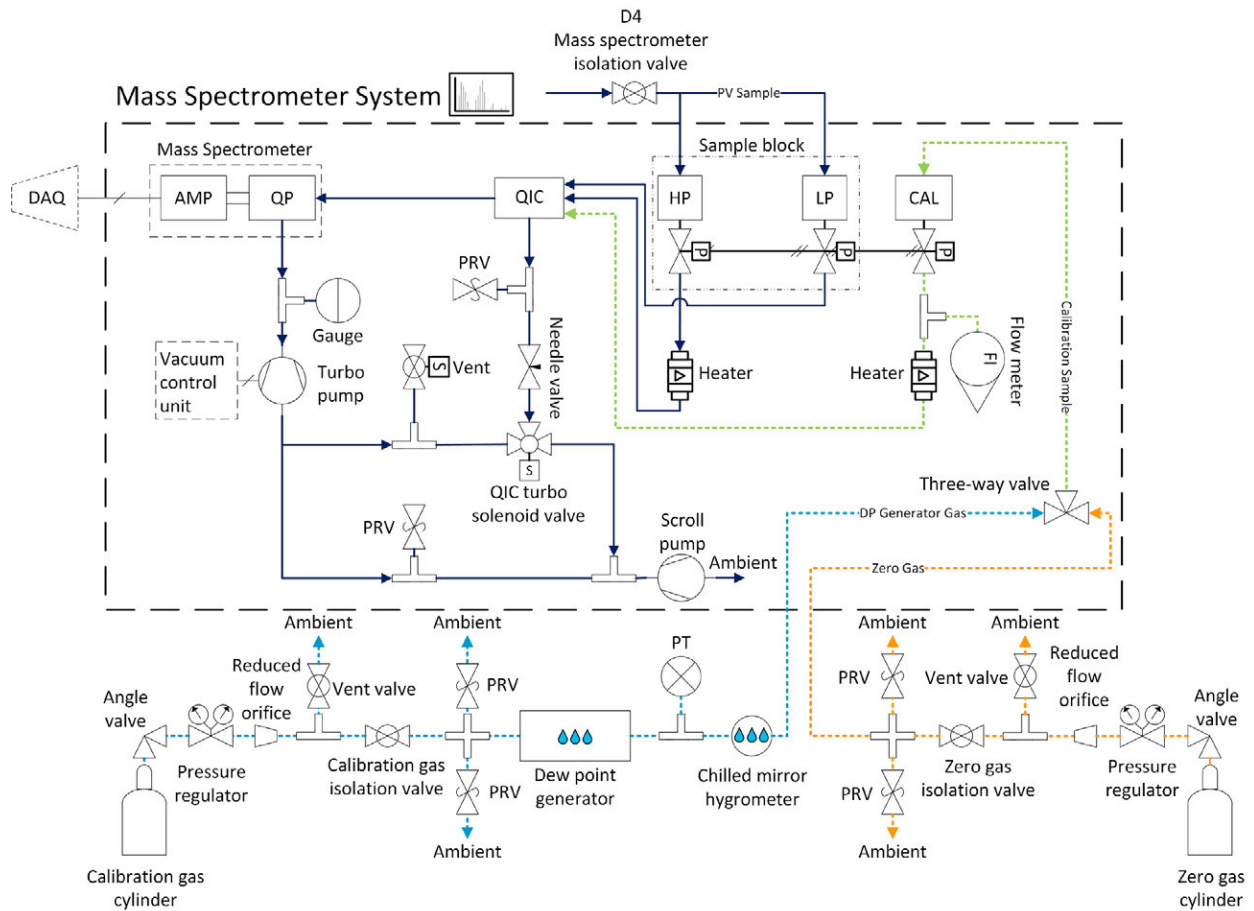 D4
Mass spectrometer
isolation valve
Mass Spectrometer System
PV Sample
Mass Spectrometer
Sample block
DAQ
AMP
QP
QIC
HP
LP
CAL
P
P
P
PRV
Gauge
Needle valve
Calibration Sample
Flow meter
FI
Vacuum
control
unit
Turbo
pump
S
Vent
Heater
Heater
S
QIC turbo
solenoid valve
Three-way valve
PRV
DP Generator Gas
Scroll
pump
Ambient
Zero Gas
Ambient
Ambient
Ambient
Ambient
Reduced
flow
orifice
Vent valve
PRV
PT
PRV
Vent valve
Reduced
flow
orifice
Angle
valve
Angle
valve
Pressure
regulator
Calibration gas
isolation valve
PRV
Dew point
generator
Chilled mirror
hygrometer
PRV
Zero gas
isolation valve
Pressure
regulator
Ambient
Ambient
Calibration gas
cylinder
Zero gas
cylinder